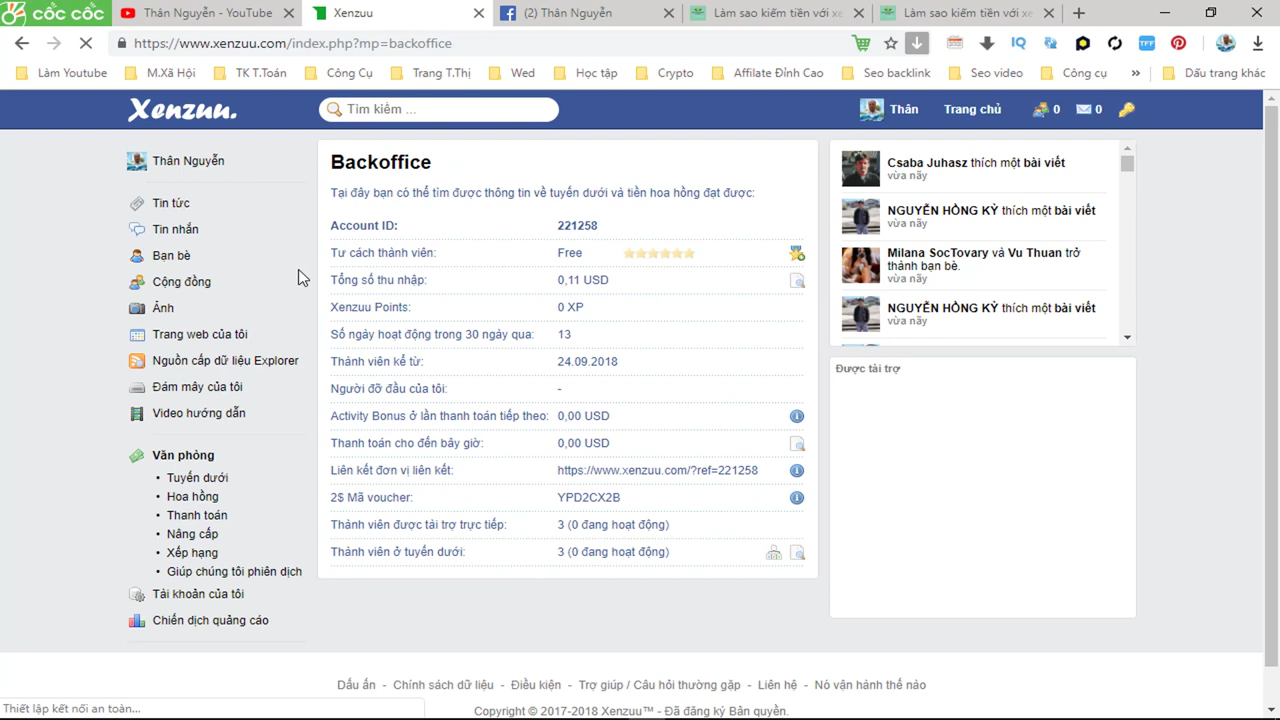 cốc cốc
Thân Nguyễn - YouTube
Xenzuu
(2) Thân Nguyễn
Làm sao kiếm tiền với xe
Làm sao kiếm tiền với xe
https://www.xenzuu.com/index.php?mp=backoffice
Làm Youtube
M.Xã Hội
TK T.Toán
Công Cụ
Trang T.Thị
Wed
Học tập
Crypto
Affilate Đỉnh Cao
Seo backlink
Seo video
Công cụ
»
Dấu trang khác
Xenzuu.
Tìm kiếm ...
Thân
Trang chủ
0
0
Thân Nguyễn
Tin tức
Tin nhắn
Bạn bè
Cộng đồng
Ảnh
Trang web của tôi
Nguồn cấp dữ liệu Explorer
Đám mây của tôi
Video hướng dẫn
Văn phòng
• Tuyến dưới
• Hoa hồng
• Thanh toán
• Nâng cấp
• Xếp hạng
• Giúp chúng tôi phiên dịch
Tài khoản của tôi
Chiến dịch quảng cáo
Backoffice
Tại đây bạn có thể tìm được thông tin về tuyến dưới và tiền hoa hồng đạt được:
Account ID: 221258
Tư cách thành viên: Free
Tổng số thu nhập: 0,11 USD
Xenzuu Points: 0 XP
Số ngày hoạt động trong 30 ngày qua: 13
Thành viên kể từ: 24.09.2018
Người đỡ đầu của tôi: -
Activity Bonus ở lần thanh toán tiếp theo: 0,00 USD
Thanh toán cho đến bây giờ: 0,00 USD
Liên kết đơn vị liên kết: https://www.xenzuu.com/?ref=221258
2$ Mã voucher: YPD2CX2B
Thành viên được tài trợ trực tiếp: 3 (0 đang hoạt động)
Thành viên ở tuyến dưới: 3 (0 đang hoạt động)
Csaba Juhasz thích một bài viết
vừa nãy
NGUYỄN HỒNG KỲ thích một bài viết
vừa nãy
Milana SocTovary và Vu Thuan trở
thành bạn bè.
vừa nãy
NGUYỄN HỒNG KỲ thích một bài viết
vừa nãy
Được tài trợ
Dấu ấn - Chính sách dữ liệu - Điều kiện - Trợ giúp / Câu hỏi thường gặp - Liên hệ - Nó vận hành thế nào
Copyright © 2017-2018 Xenzuu™ - Đã đăng ký Bản quyền.
Thiết lập kết nối an toàn...